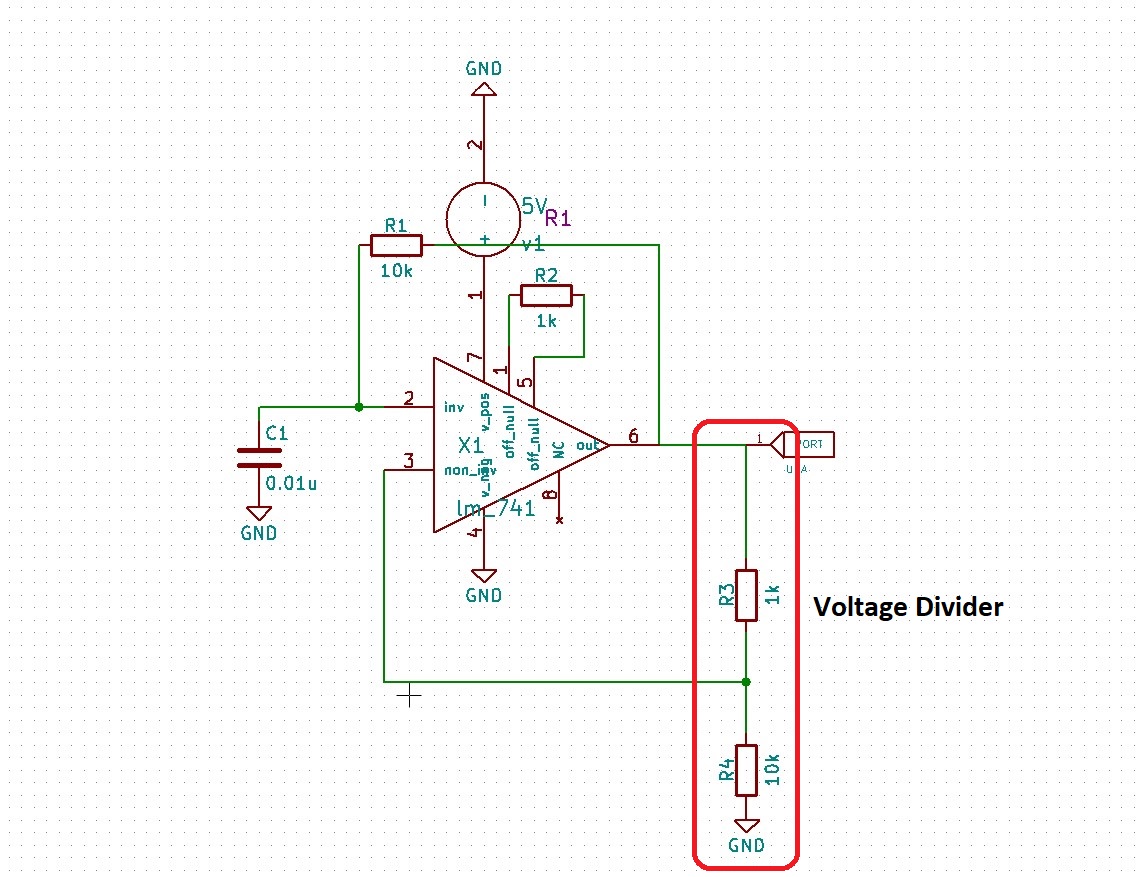 GND
2
5V
R1
R1
v1
10k
R2
1
1k
7
1
5
2
inv
v_pos
off_null
off_null
NC
out
6
1
PORT
C1
X1
3
non_inv
v_neg
0.01u
8
lm_741
GND
4
GND
R3
1k
Voltage Divider
R4
10k
GND